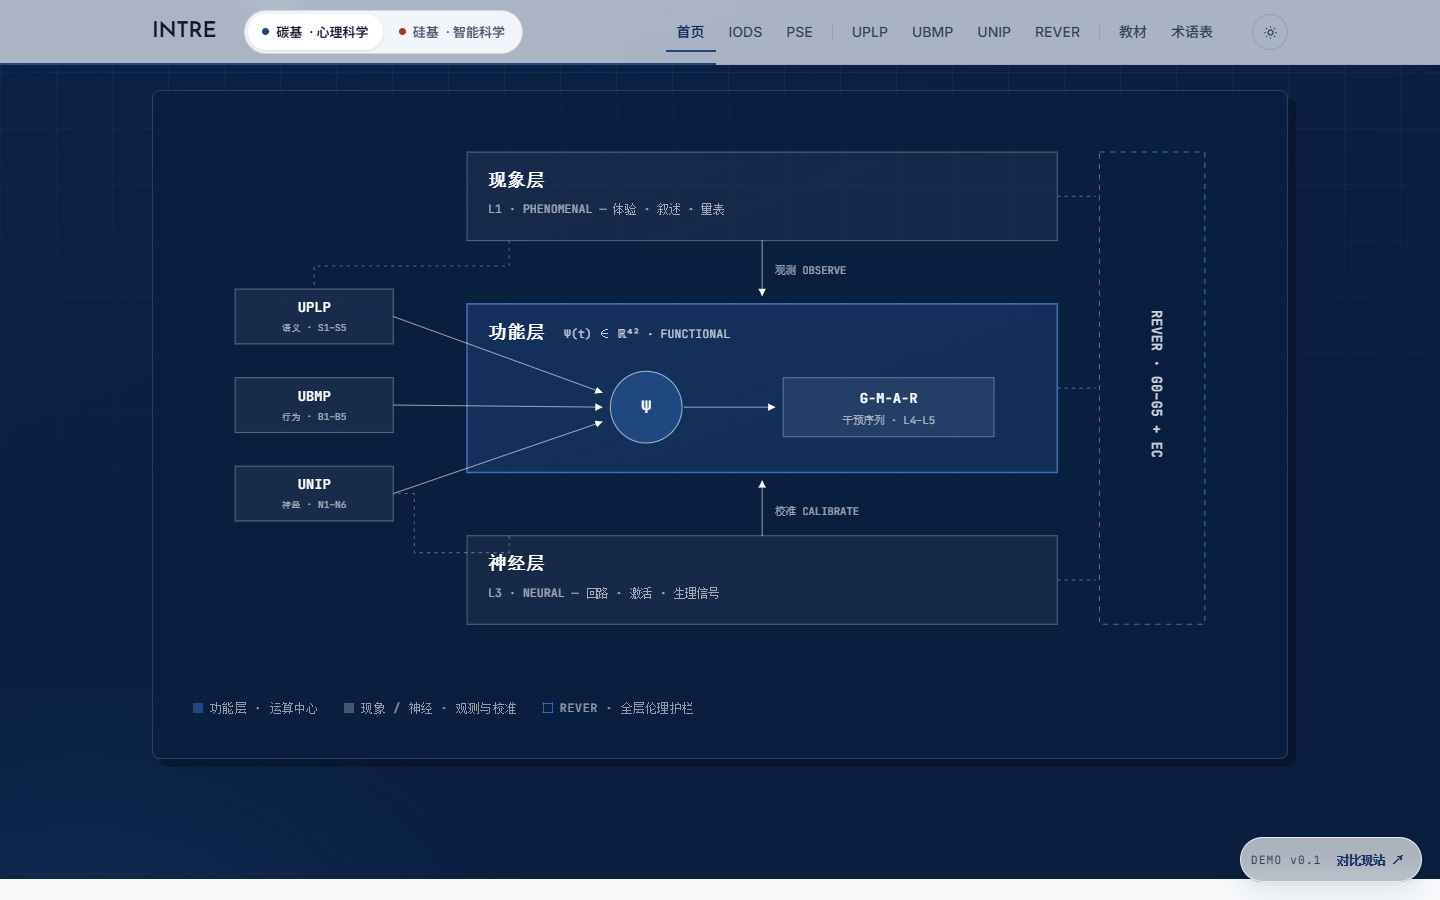 INTRE
碳基 · 心理科学
硅基 · 智能科学
首页
IODS
PSE
UPLP
UBMP
UNIP
REVER
教材
术语表
现象层
L1 · PHENOMENAL — 体验 · 叙述 · 量表
观测 OBSERVE
UPLP
语义 · S1–S5
功能层 Ψ(t) ∈ ℝ⁴² · FUNCTIONAL
UBMP
行为 · B1–B5
Ψ
G-M-A-R
干预序列 · L4–L5
UNIP
神经 · N1–N6
校准 CALIBRATE
神经层
L3 · NEURAL — 回路 · 激活 · 生理信号
REVER · G0–G5 + EC
功能层 · 运算中心
现象 / 神经 · 观测与校准
REVER · 全层伦理护栏
DEMO v0.1 对比现站 ↗